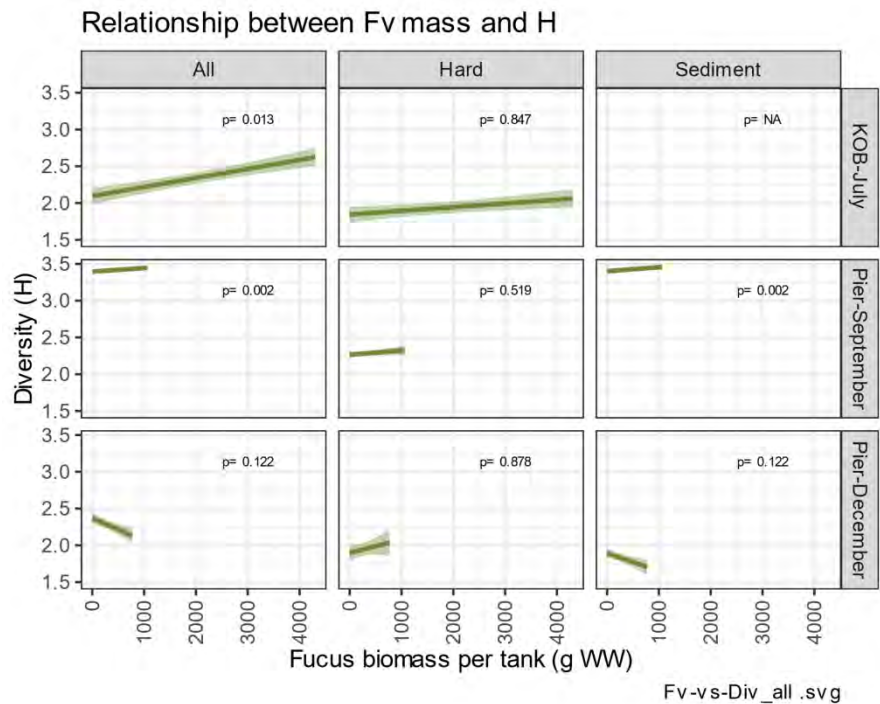 Relationship between Fv mass and H
All
Hard
Sediment
3.5
3.0
2.5
2.0
1.5
p= 0.013
p= 0.847
p= NA
KOB-July
Diversity (H)
3.5
3.0
2.5
2.0
1.5
p= 0.002
p= 0.519
p= 0.002
Pier-September
3.5
3.0
2.5
2.0
1.5
p= 0.122
p= 0.878
p= 0.122
Pier-December
0 1000 2000 3000 4000
0 1000 2000 3000 4000
0 1000 2000 3000 4000
Fucus biomass per tank (g WW)
Fv-vs-Div_all .svg